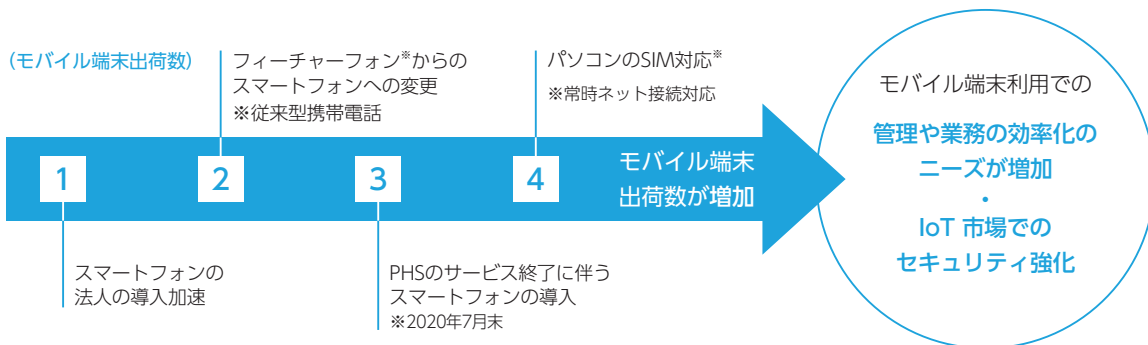 （モバイル端末出荷数）
フィーチャーフォン※からの
スマートフォンへの変更
※従来型携帯電話
パソコンのSIM対応※
※常時ネット接続対応
1
2
3
4
モバイル端末
出荷数が増加
スマートフォンの
法人の導入加速
PHSのサービス終了に伴う
スマートフォンの導入
※2020年7月末
モバイル端末利用での
管理や業務の効率化の
ニーズが増加
・
IoT 市場での
セキュリティ強化